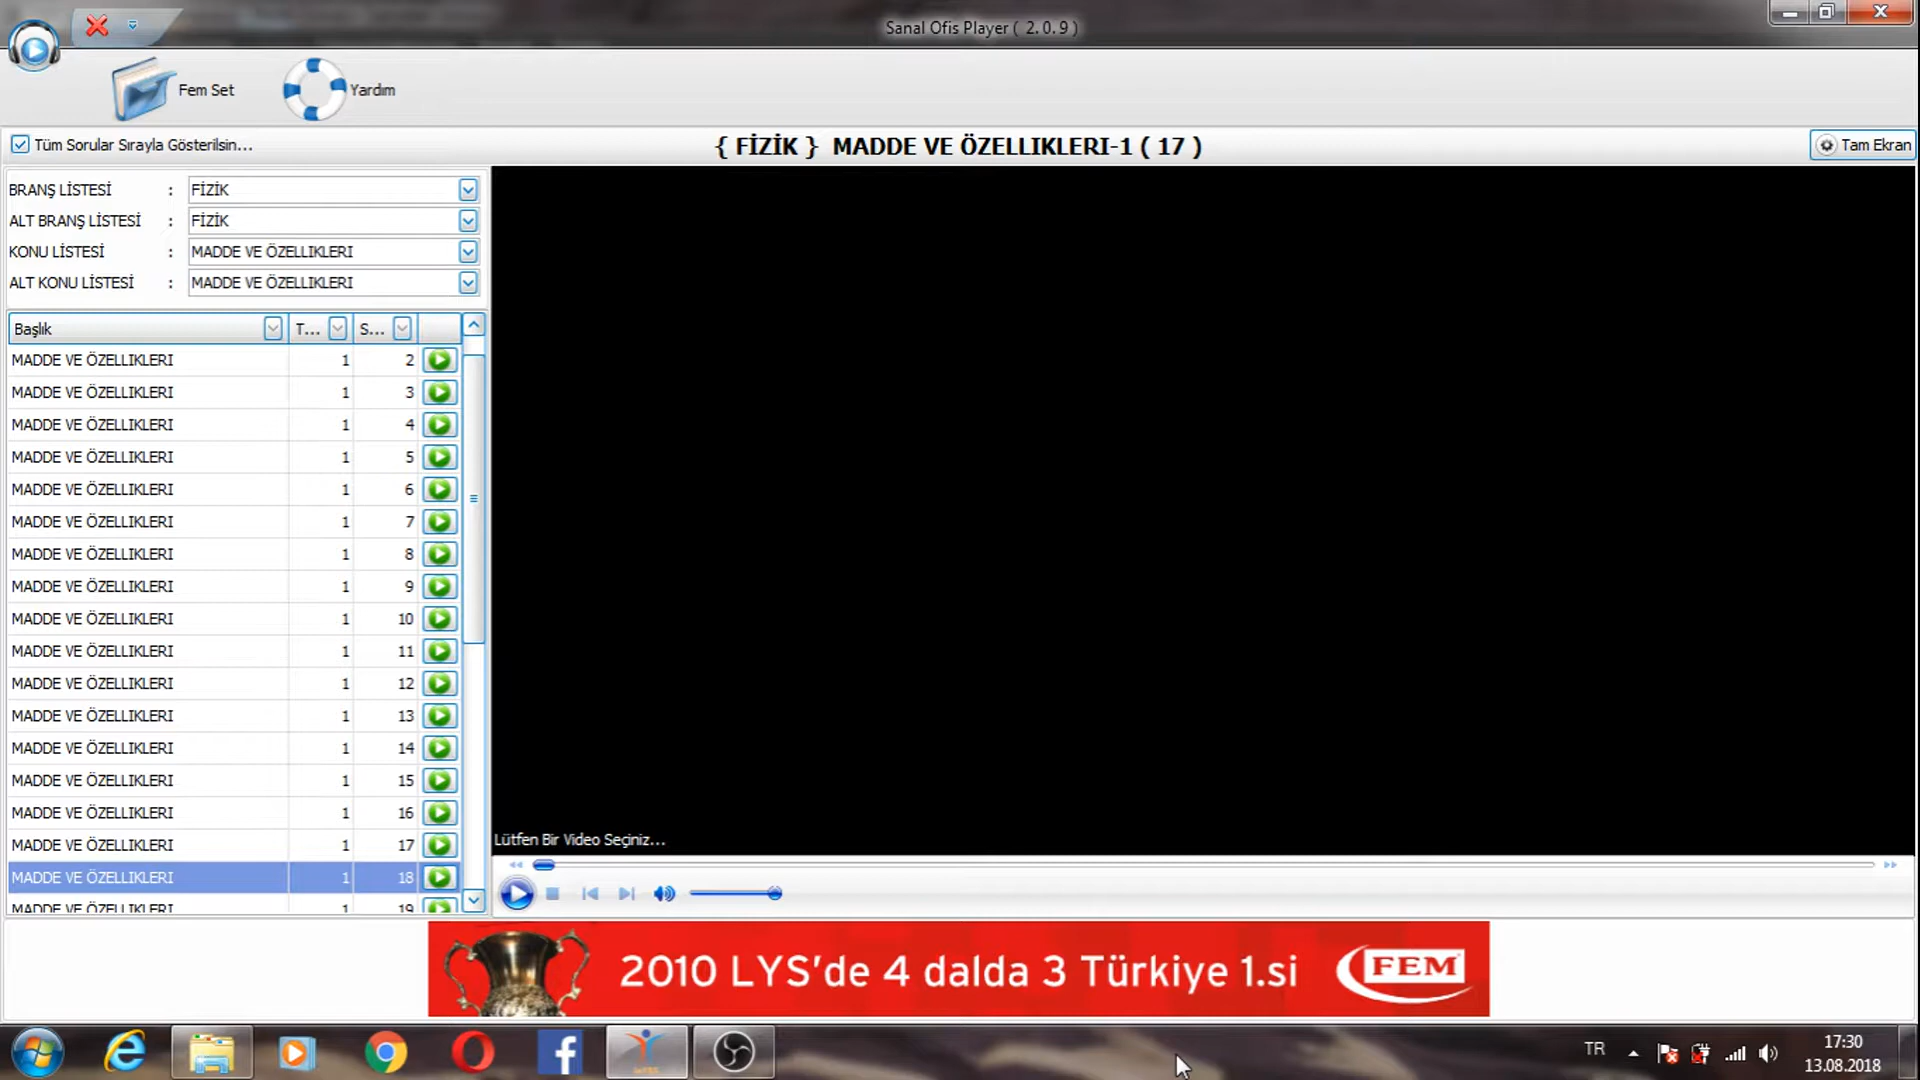 Sanal Ofis Player ( 2.0.9 )
Fem Set
Yardım
Tüm Sorular Sırayla Gösterilsin...
{ FİZİK } MADDE VE ÖZELLIKLERI-1 ( 17 )
Tam Ekran
BRANŞ LİSTESİ : FİZİK
ALT BRANŞ LİSTESİ : FİZİK
KONU LİSTESİ : MADDE VE ÖZELLIKLERI
ALT KONU LİSTESİ : MADDE VE ÖZELLIKLERI
Başlık T... S...
MADDE VE ÖZELLIKLERI 1 2
MADDE VE ÖZELLIKLERI 1 3
MADDE VE ÖZELLIKLERI 1 4
MADDE VE ÖZELLIKLERI 1 5
MADDE VE ÖZELLIKLERI 1 6
MADDE VE ÖZELLIKLERI 1 7
MADDE VE ÖZELLIKLERI 1 8
MADDE VE ÖZELLIKLERI 1 9
MADDE VE ÖZELLIKLERI 1 10
MADDE VE ÖZELLIKLERI 1 11
MADDE VE ÖZELLIKLERI 1 12
MADDE VE ÖZELLIKLERI 1 13
MADDE VE ÖZELLIKLERI 1 14
MADDE VE ÖZELLIKLERI 1 15
MADDE VE ÖZELLIKLERI 1 16
MADDE VE ÖZELLIKLERI 1 17
MADDE VE ÖZELLIKLERI 1 18
MADDE VE ÖZELLIKLERI 1 19
Lütfen Bir Video Seçiniz...
2010 LYS'de 4 dalda 3 Türkiye 1.si
FEM
TR
17:30
13.08.2018